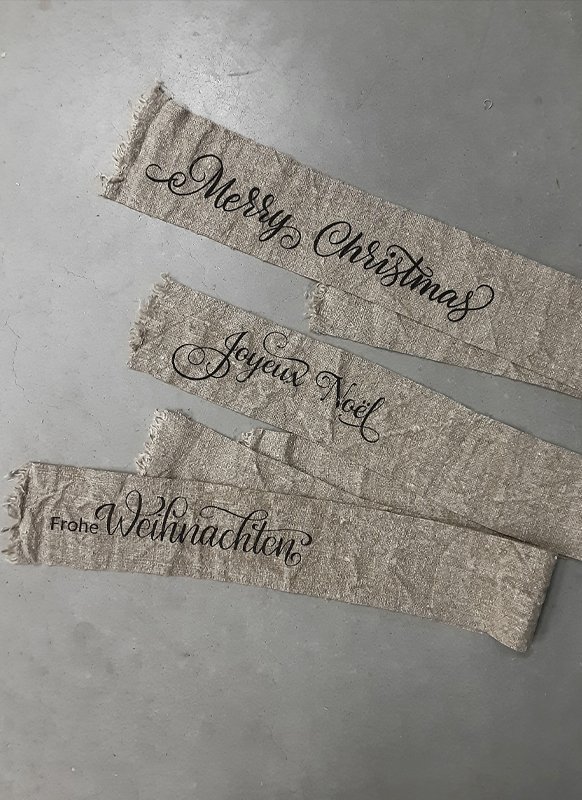 Merry Christmas
Joyeux Noël
Frohe Weihnachten